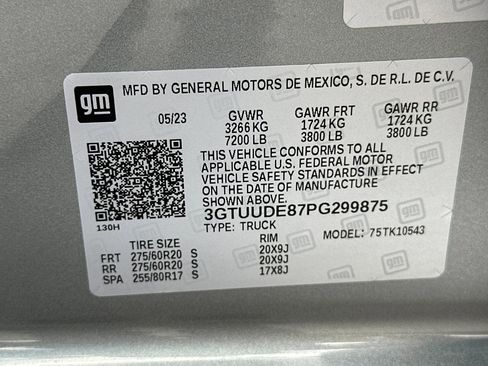 gm
MFD BY GENERAL MOTORS DE MEXICO, S. DE R.L. DE C.V.
05/23 GVWR GAWR FRT GAWR RR
3266 KG 1724 KG 1724 KG
7200 LB 3800 LB 3800 LB
THIS VEHICLE CONFORMS TO ALL
APPLICABLE U.S. FEDERAL MOTOR
VEHICLE SAFETY STANDARDS
IN EFFECT ON THE DATE OF
MANUFACTURE SHOWN ABOVE.
3GTUUDE87PG299875
130H TYPE: TRUCK MODEL: 75TK10543
TIRE SIZE RIM
FRT 275/60R20 S 20X9J
RR 275/60R20 S 20X9J
SPA 255/80R17 S 17X8J